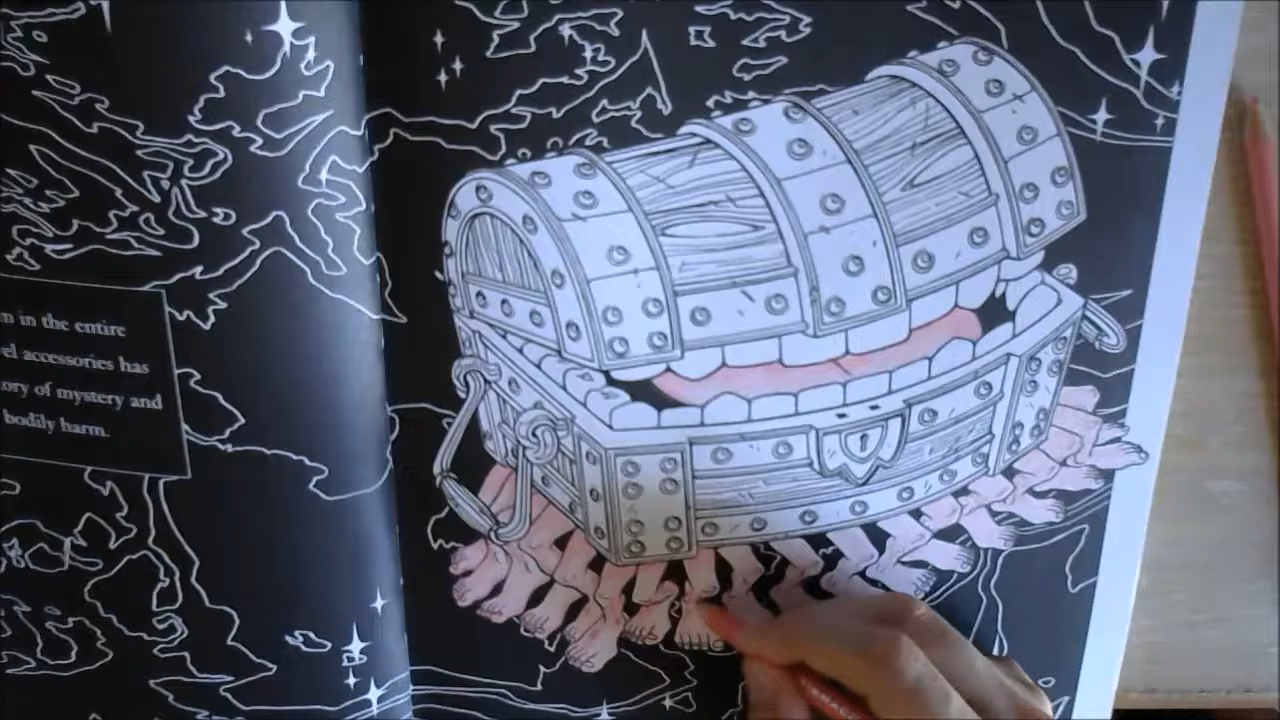 m in the entire
el accessories has
ory of mystery and
bodily harm.